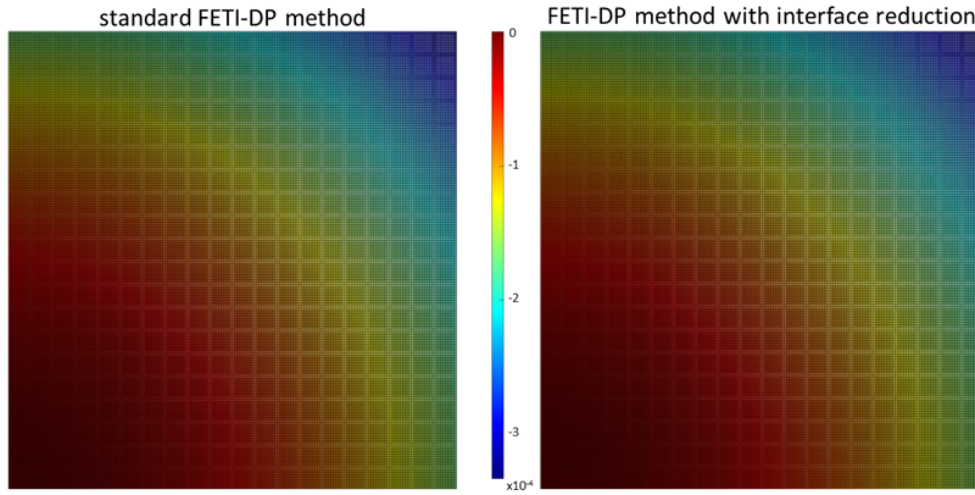 standard FETI-DP method
FETI-DP method with interface reduction
0
-1
-2
-3
x10⁻⁴